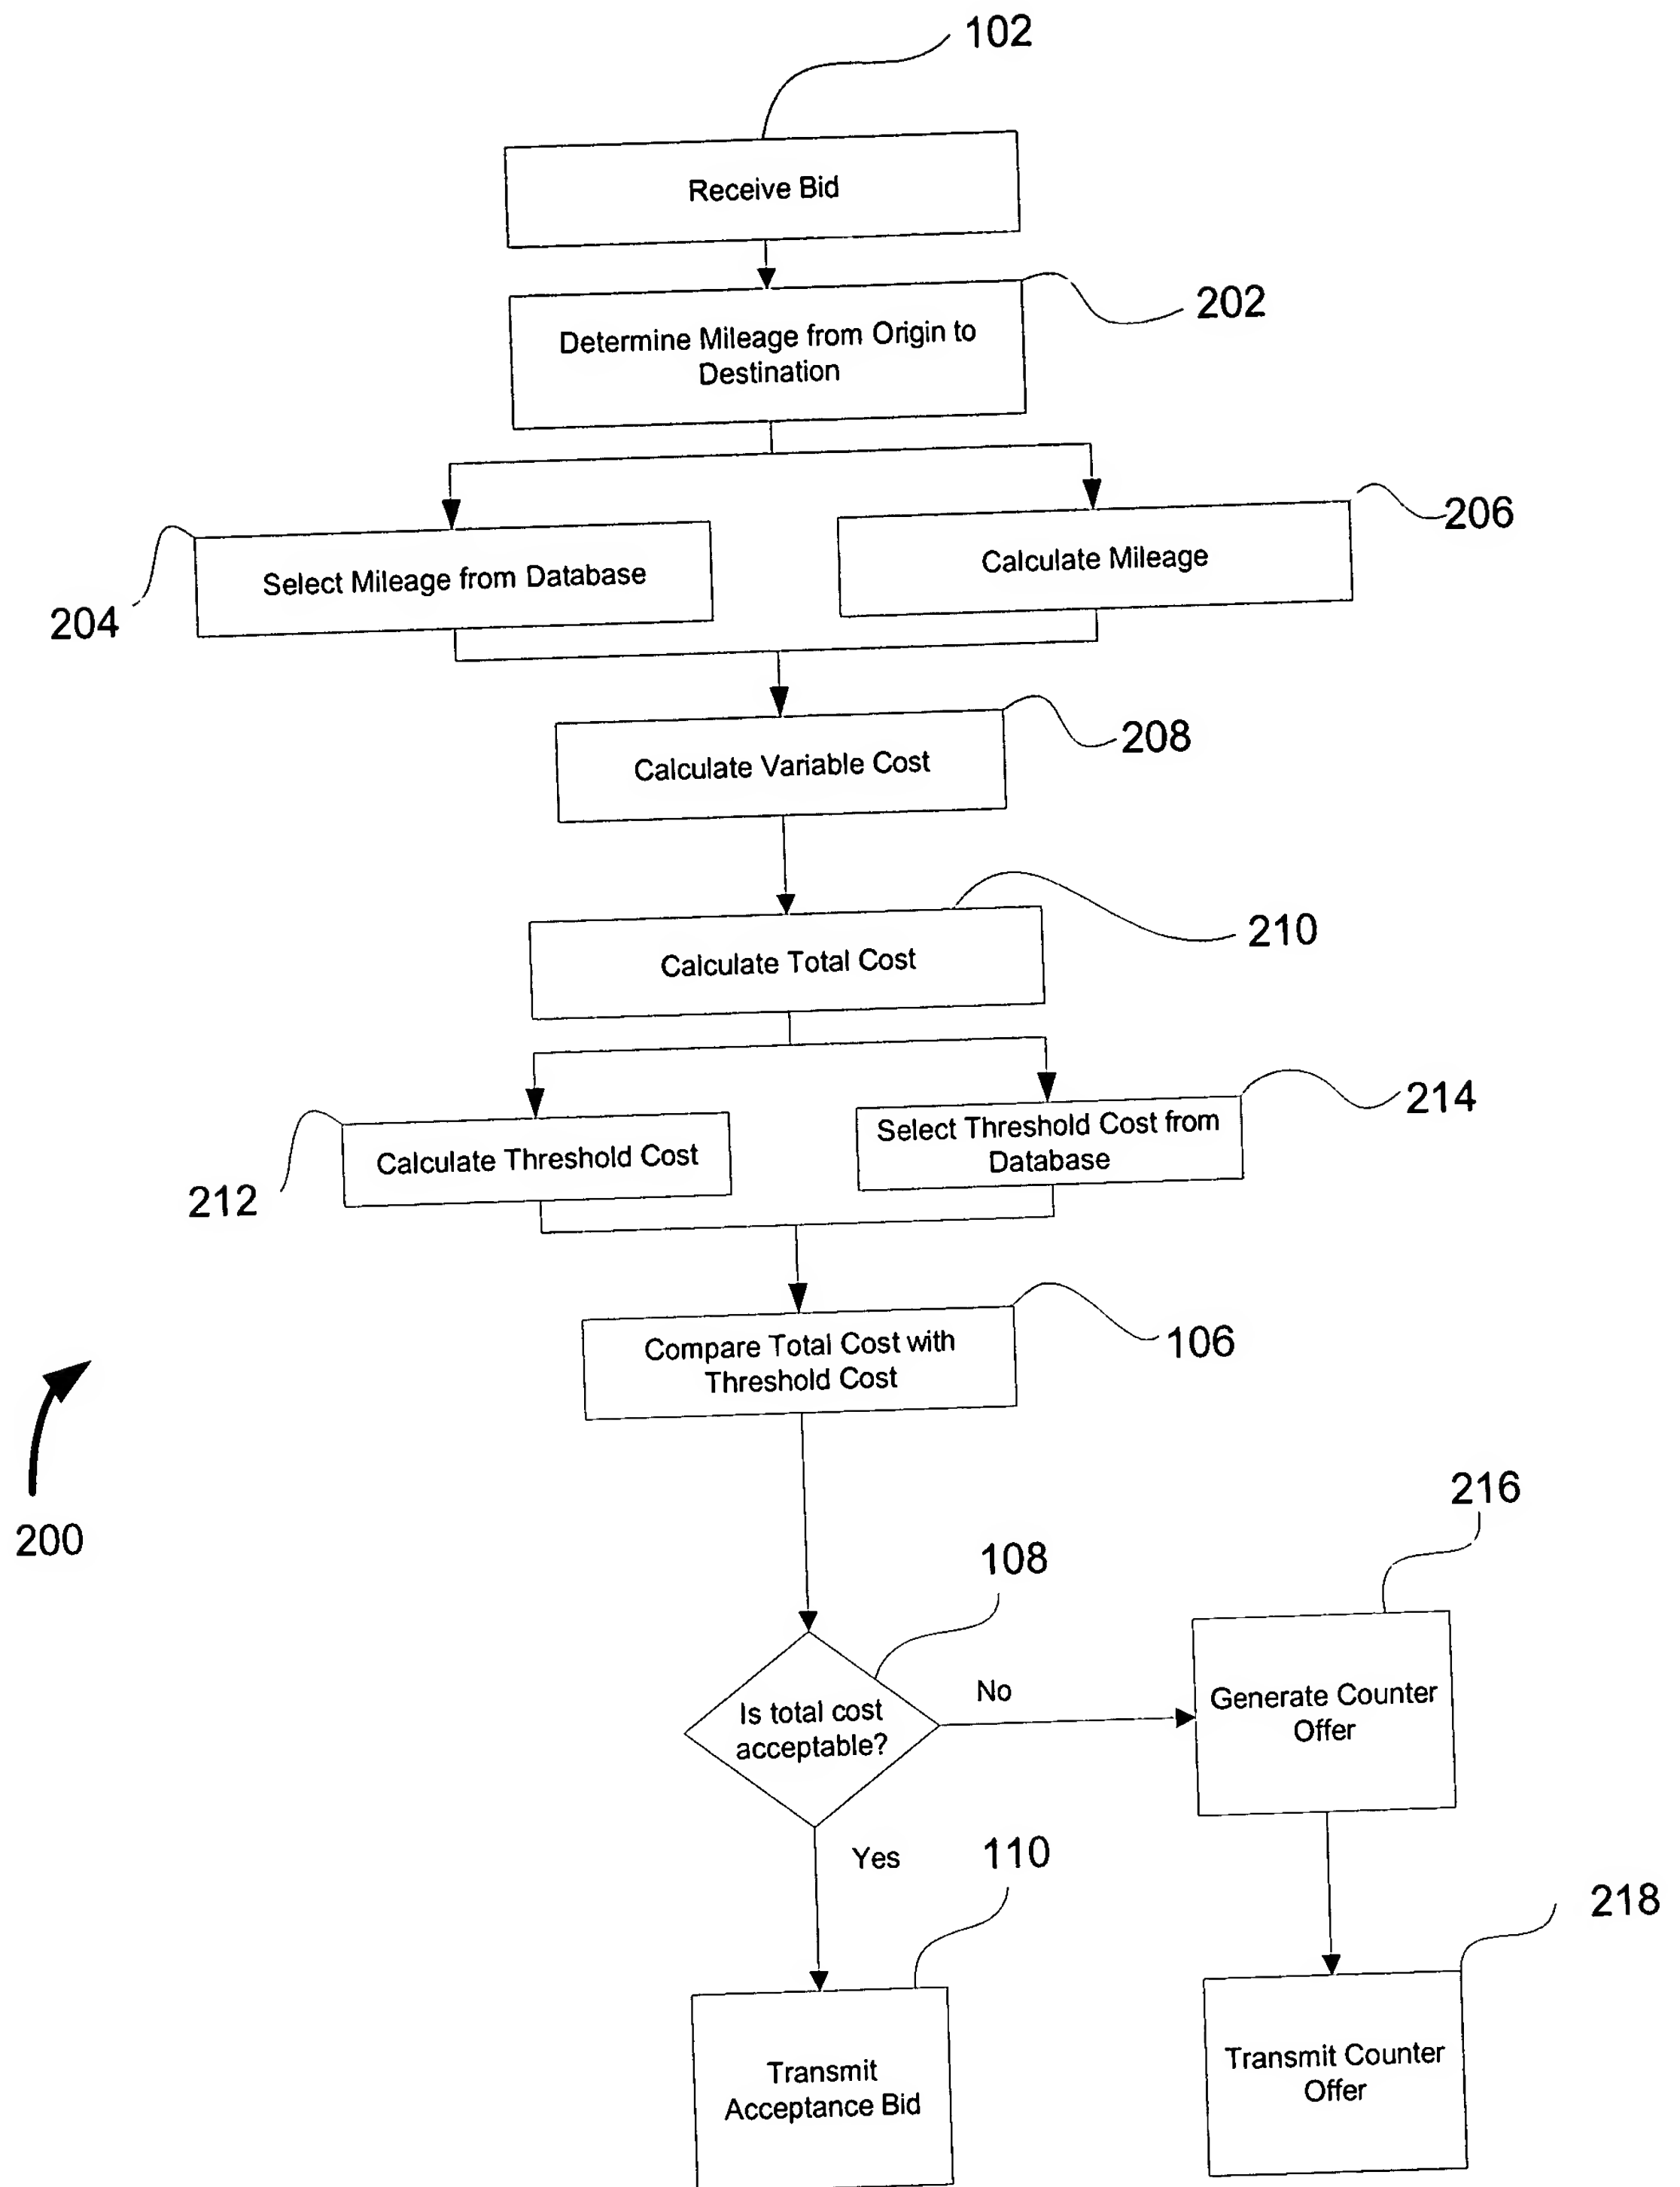 102
Receive Bid
202
Determine Mileage from Origin to
Destination
206
204
Select Mileage from Database
Calculate Mileage
208
Calculate Variable Cost
210
Calculate Total Cost
214
212
Calculate Threshold Cost
Select Threshold Cost from
Database
106
Compare Total Cost with
Threshold Cost
200
216
108
Is total cost
acceptable?
No
Generate Counter
Offer
Yes
110
218
Transmit
Acceptance Bid
Transmit Counter
Offer